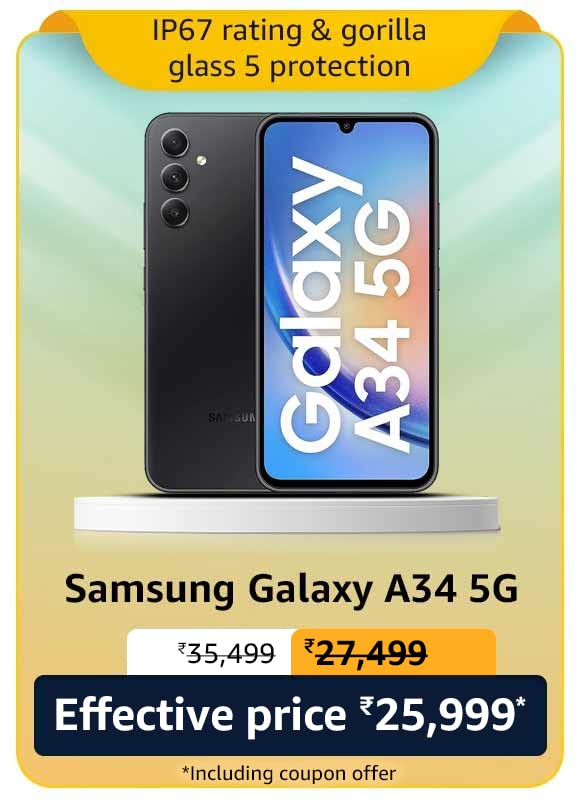 IP67 rating & gorilla
glass 5 protection
Galaxy
A34 5G
SAMSUNG
Samsung Galaxy A34 5G
₹35,499 ₹27,499
Effective price ₹25,999*
*Including coupon offer